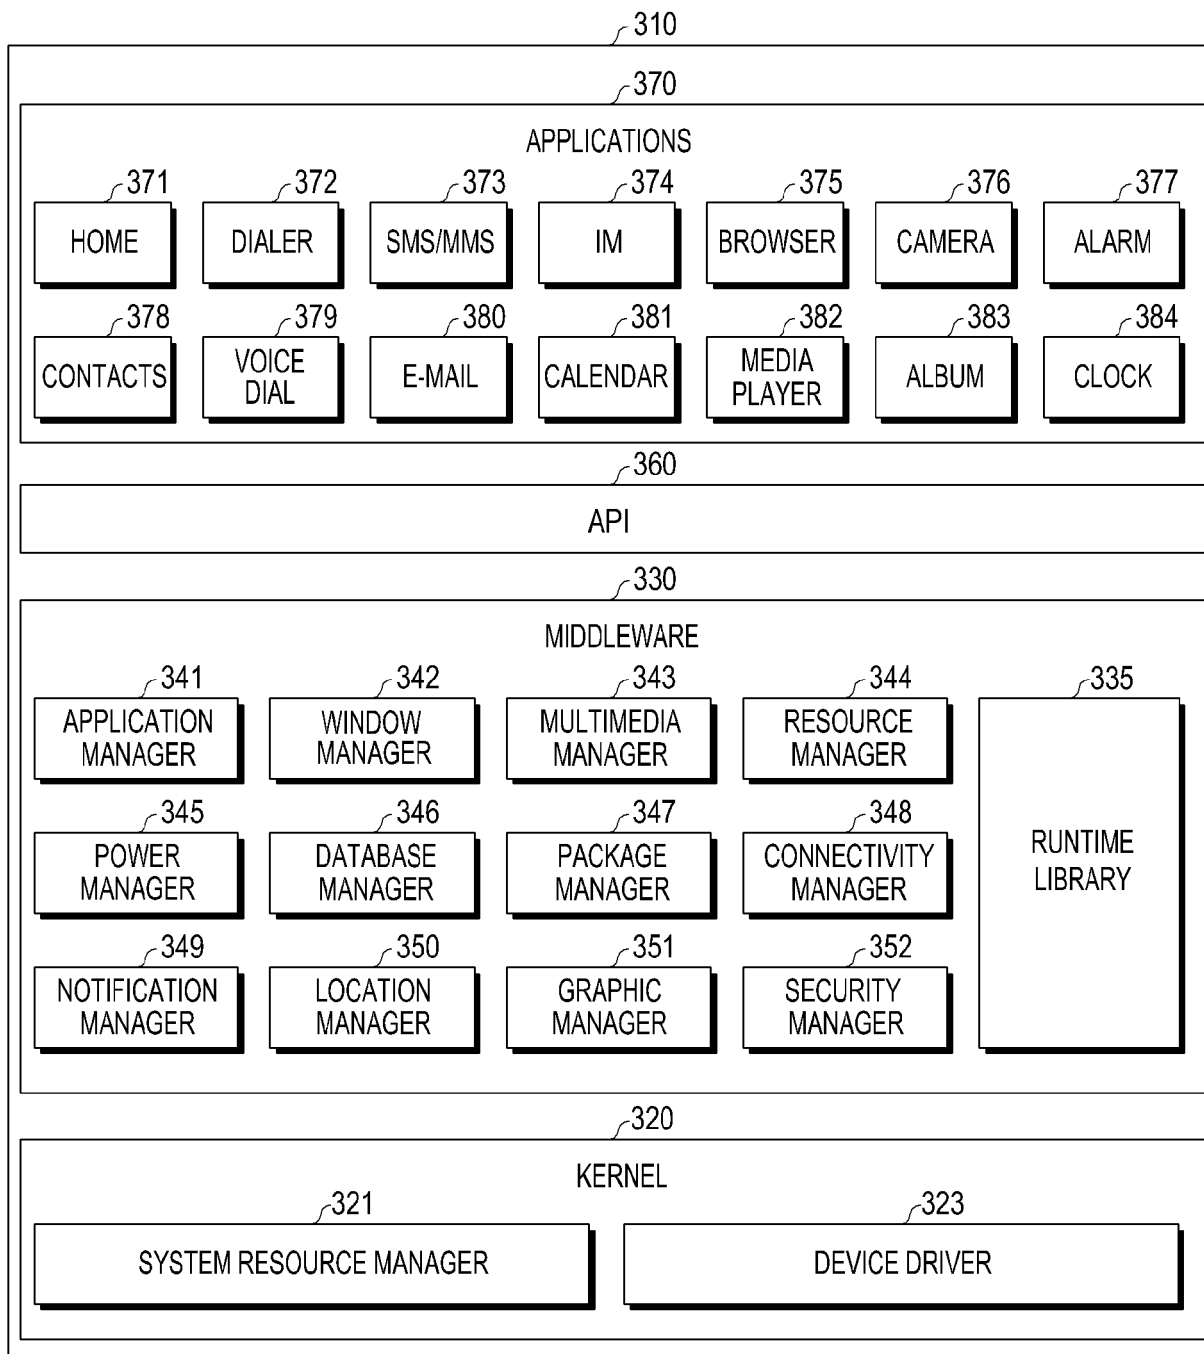 310
370
APPLICATIONS
371 372 373 374 375 376 377
HOME DIALER SMS/MMS IM BROWSER CAMERA ALARM
378 379 380 381 382 383 384
CONTACTS VOICE DIAL E-MAIL CALENDAR MEDIA PLAYER ALBUM CLOCK
360
API
330
MIDDLEWARE
341 342 343 344 335
APPLICATION MANAGER WINDOW MANAGER MULTIMEDIA MANAGER RESOURCE MANAGER
345 346 347 348
POWER MANAGER DATABASE MANAGER PACKAGE MANAGER CONNECTIVITY MANAGER RUNTIME LIBRARY
349 350 351 352
NOTIFICATION MANAGER LOCATION MANAGER GRAPHIC MANAGER SECURITY MANAGER
320
KERNEL
321 323
SYSTEM RESOURCE MANAGER DEVICE DRIVER